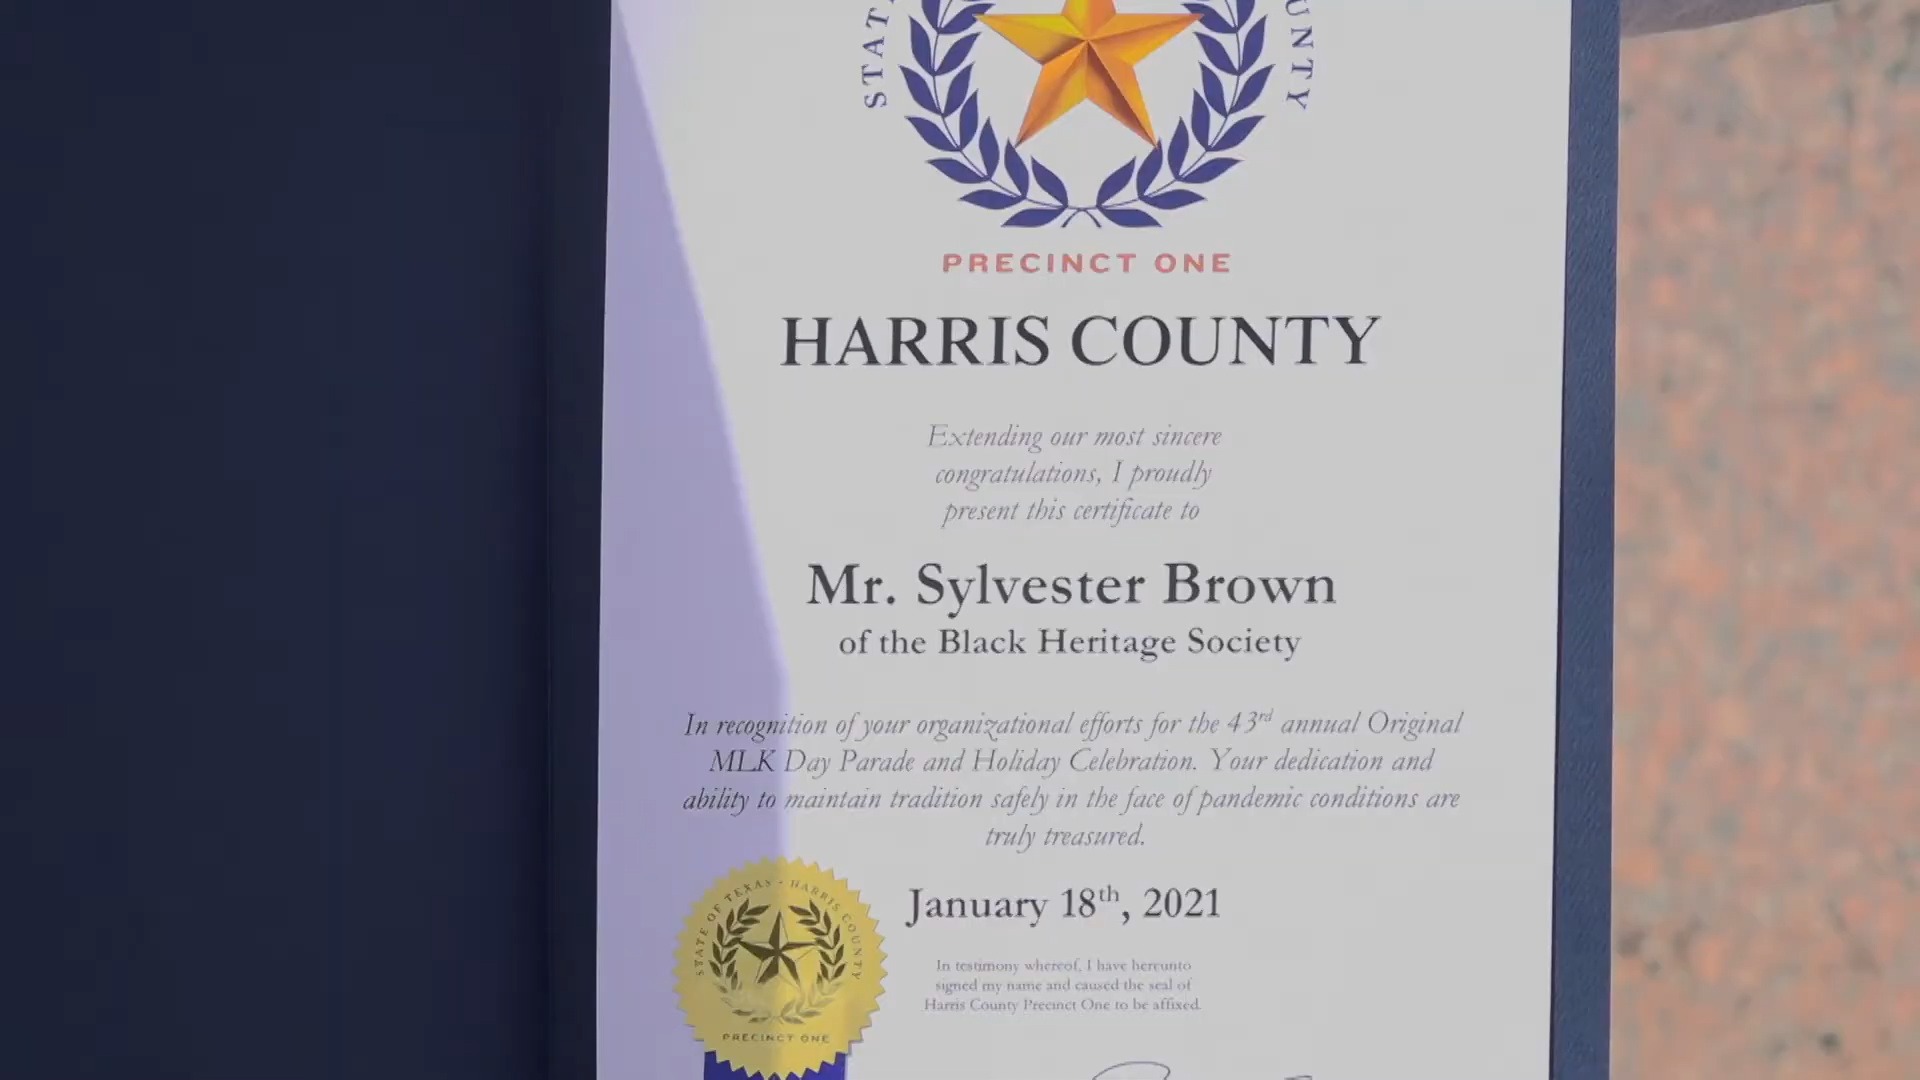 STAT
UNTY
PRECINCT ONE
HARRIS COUNTY
Extending our most sincere
congratulations, I proudly
present this certificate to
Mr. Sylvester Brown
of the Black Heritage Society
In recognition of your organizational efforts for the 43rd annual Original
MLK Day Parade and Holiday Celebration. Your dedication and
ability to maintain tradition safely in the face of pandemic conditions are
truly treasured.
January 18th, 2021
In testimony whereof, I have hereunto
signed my name and caused the seal of
Harris County Precinct One to be affixed.
STATE OF TEXAS · HARRIS COUNTY
PRECINCT ONE